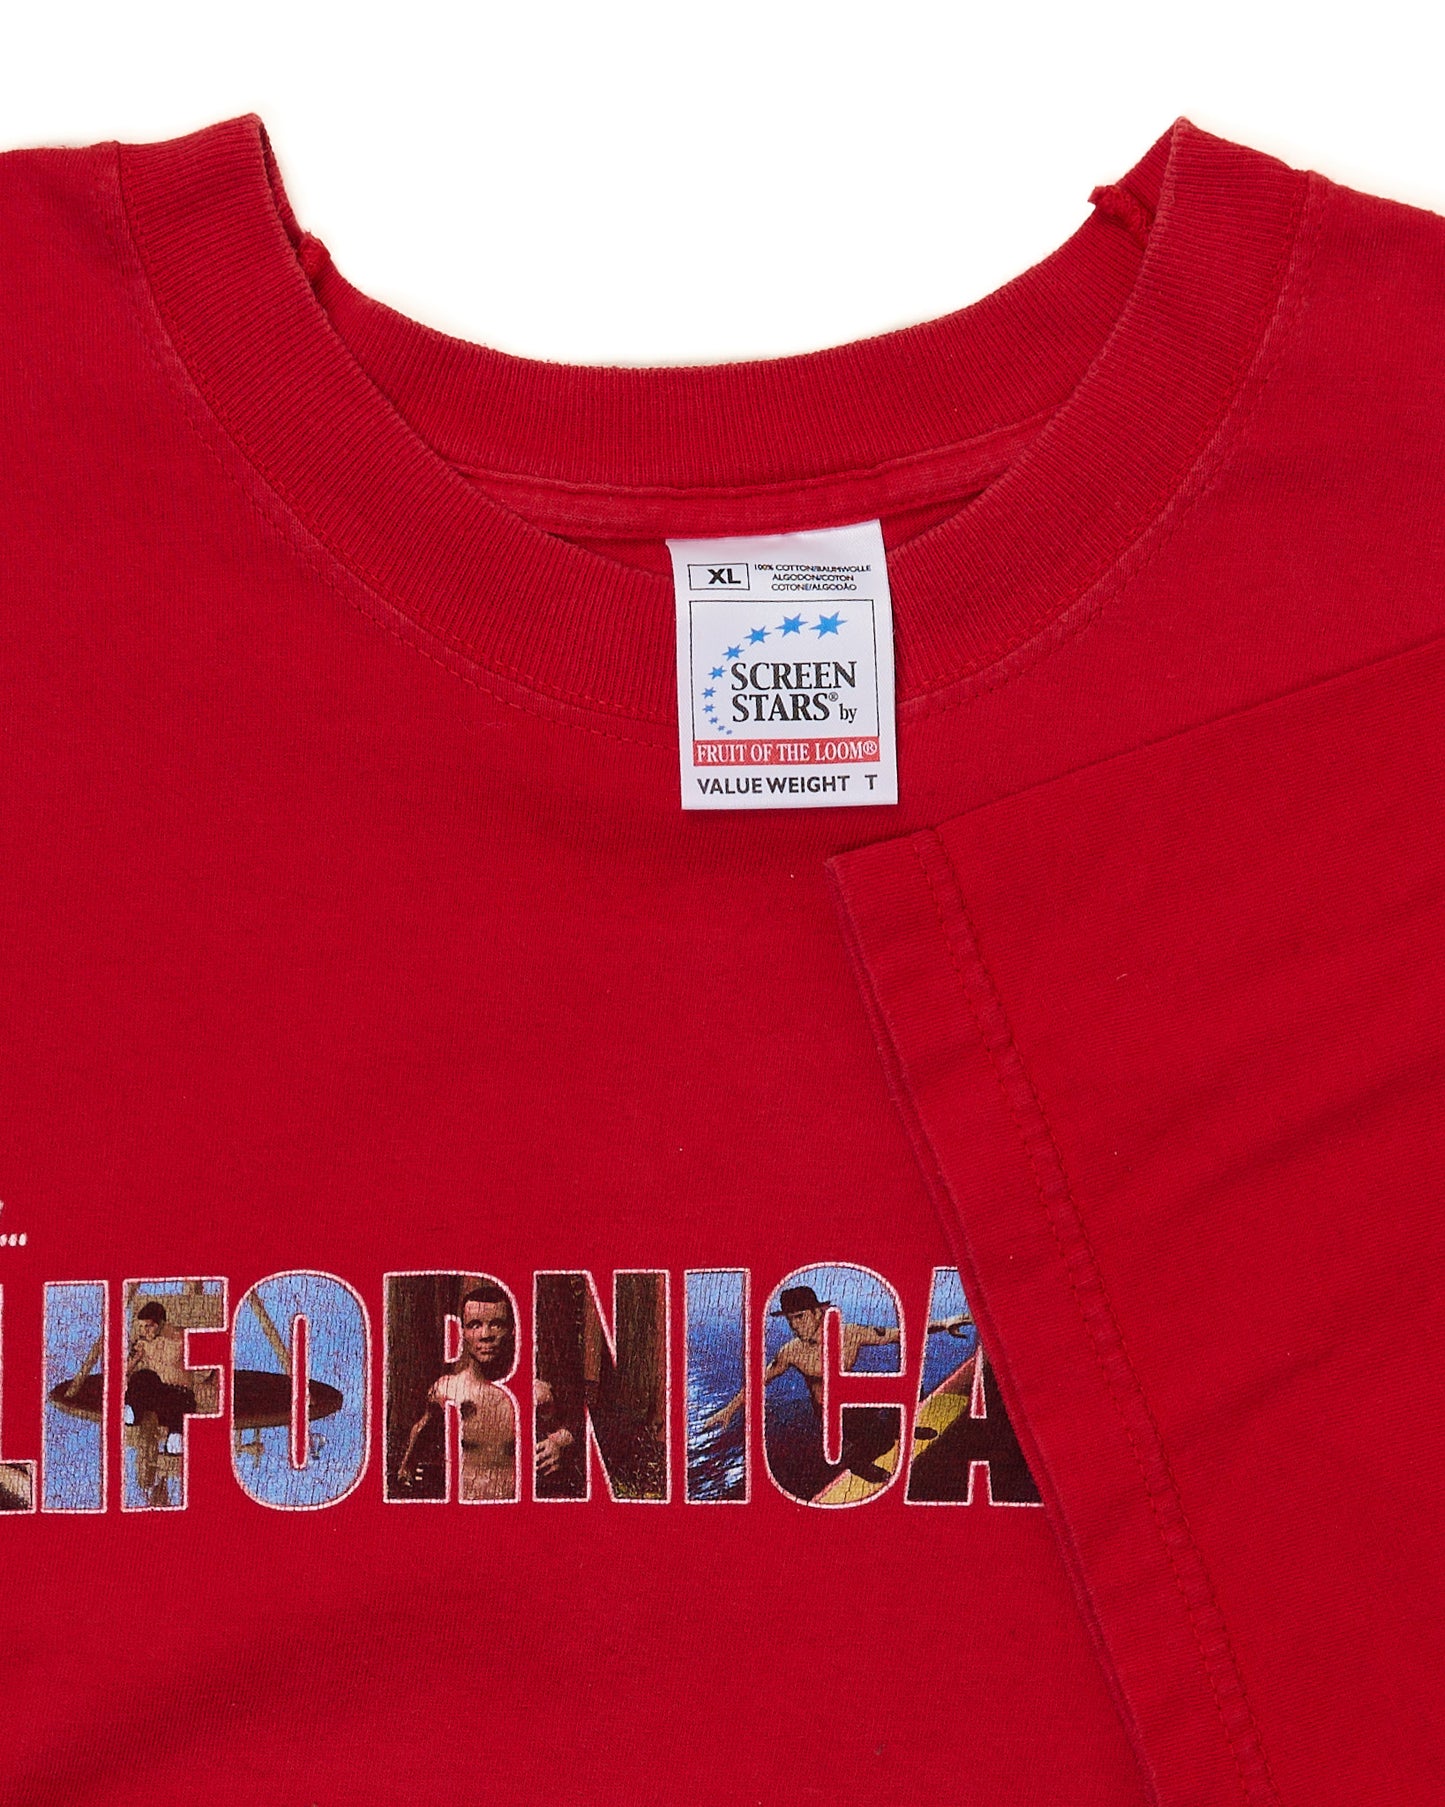 XL
100% COTTON/BAUMWOLLE
ALGODON/COTON
COTONE/ALGODÃO
SCREEN
STARS® by
FRUIT OF THE LOOM®
VALUEWEIGHT T
LIFORNICA